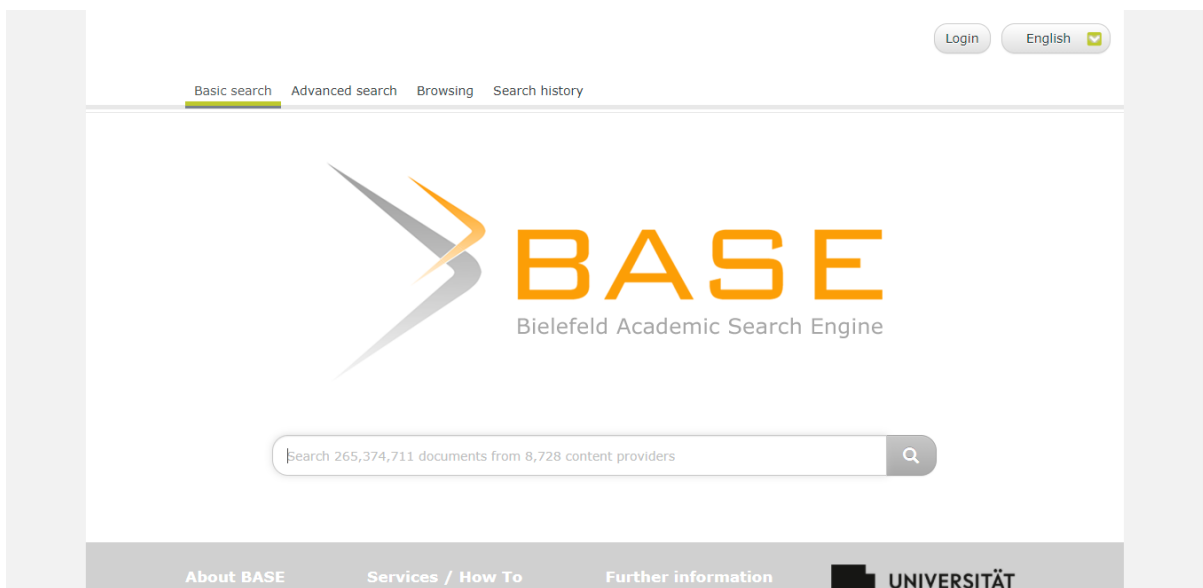 Login English
Basic search Advanced search Browsing Search history
BASE
Bielefeld Academic Search Engine
Search 265,374,711 documents from 8,728 content providers
About BASE Services / How To Further information
UNIVERSITÄT